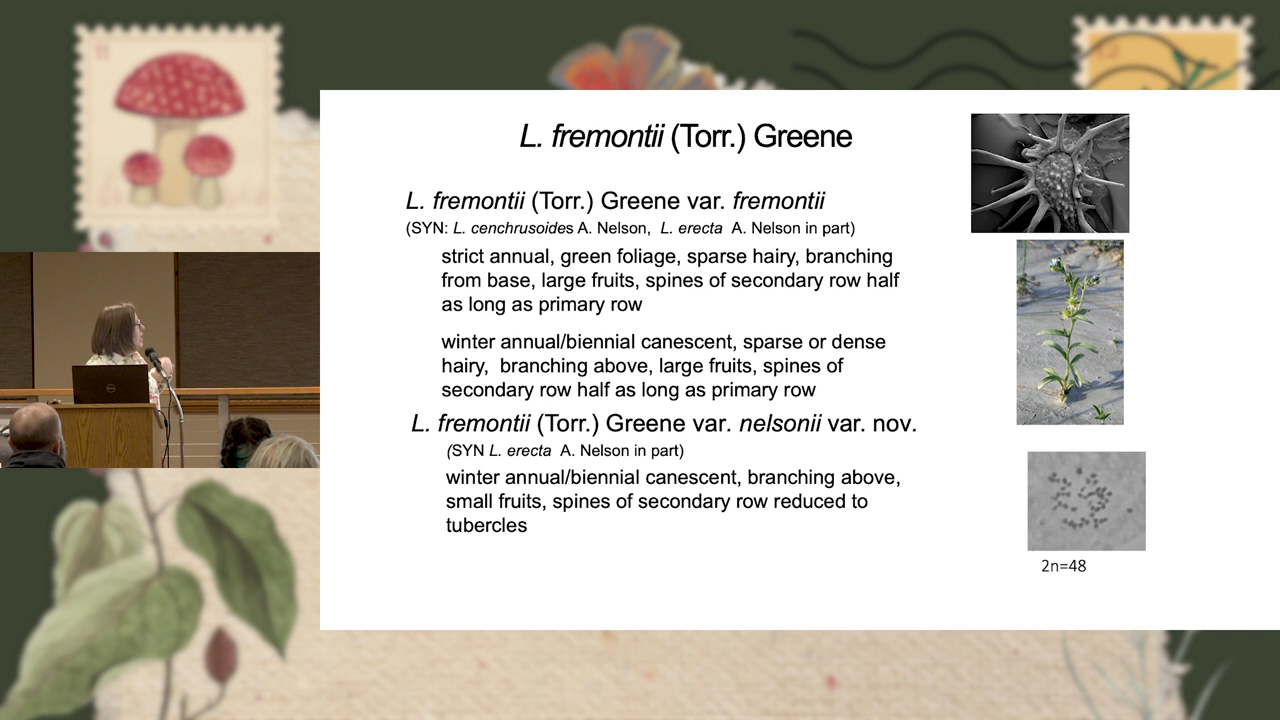 L. fremontii (Torr.) Greene
L. fremontii (Torr.) Greene var. fremontii
(SYN: L. cenchrusoides A. Nelson, L. erecta A. Nelson in part)
strict annual, green foliage, sparse hairy, branching
from base, large fruits, spines of secondary row half
as long as primary row
winter annual/biennial canescent, sparse or dense
hairy, branching above, large fruits, spines of
secondary row half as long as primary row
L. fremontii (Torr.) Greene var. nelsonii var. nov.
(SYN L. erecta A. Nelson in part)
winter annual/biennial canescent, branching above,
small fruits, spines of secondary row reduced to
tubercles
2n=48